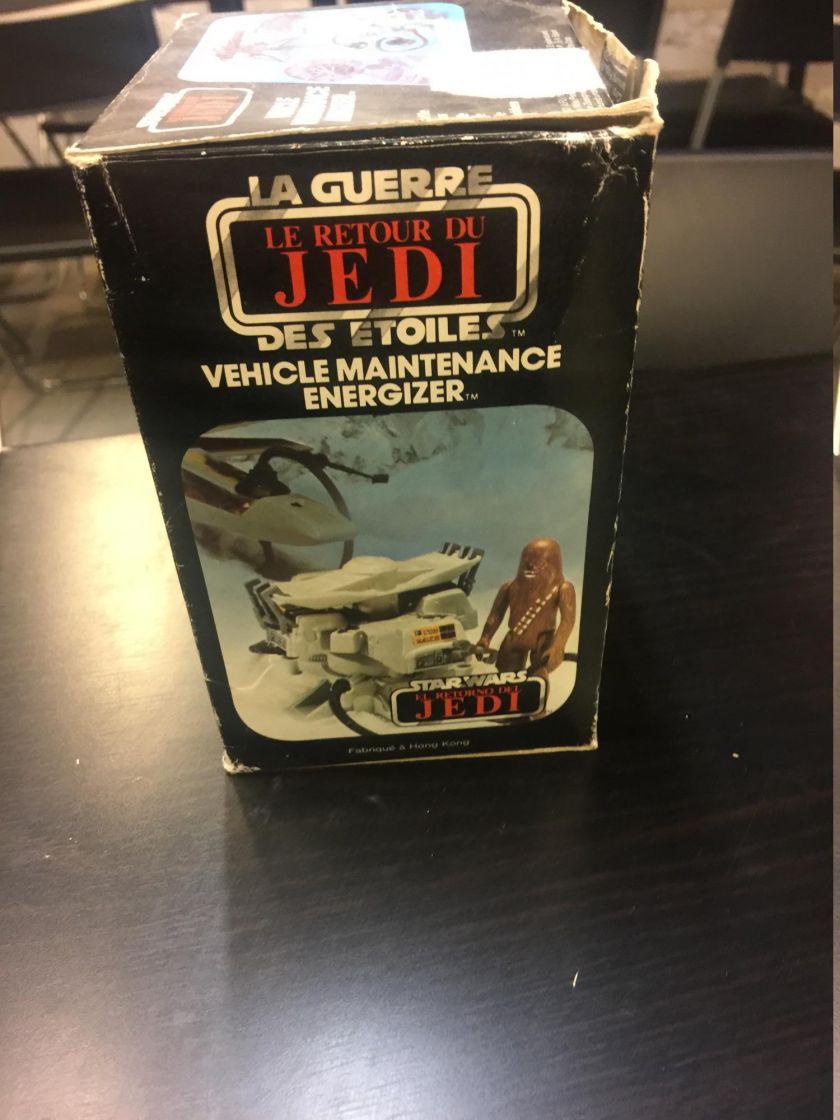 LA GUERRE
LE RETOUR DU
JEDI
DES ETOILES™
VEHICLE MAINTENANCE
ENERGIZER™
STAR WARS
EL RETORNO DEL
JEDI
Fabriqué à Hong Kong